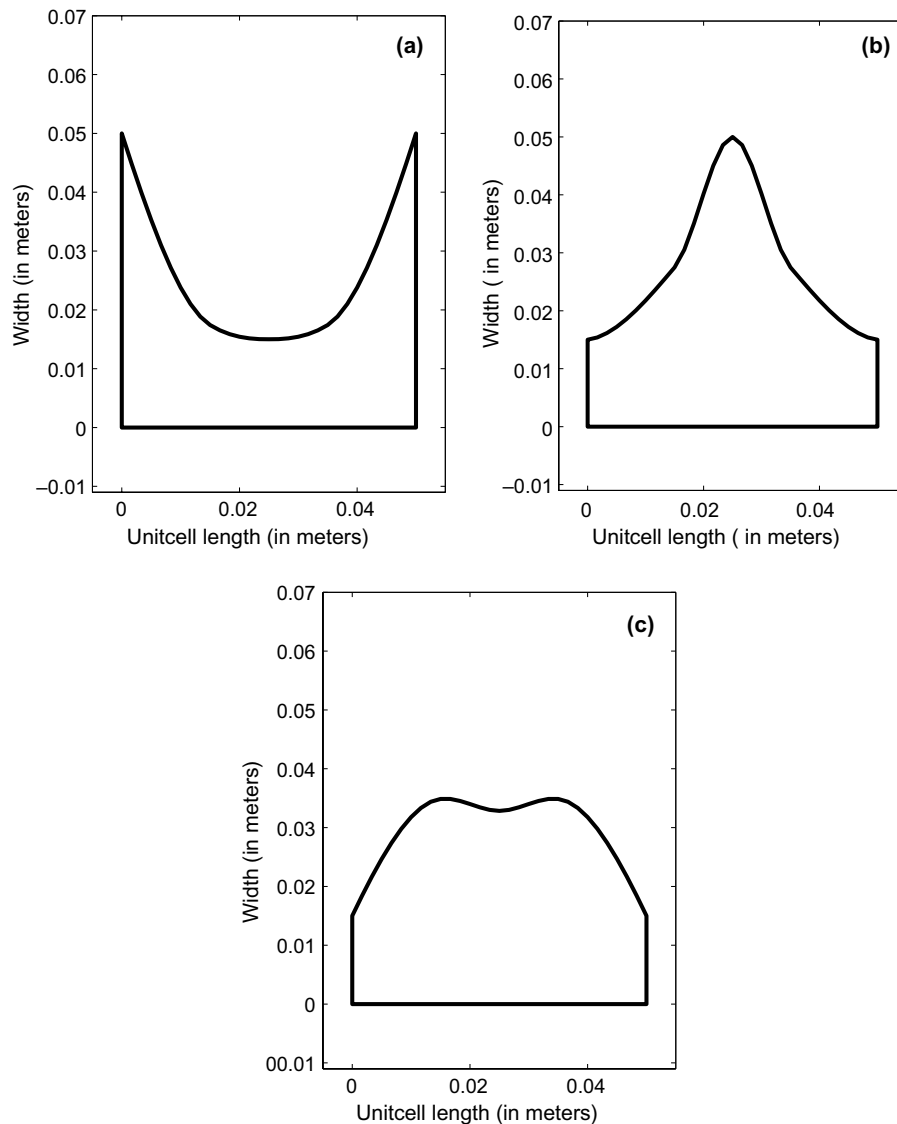 (a)
0.07
0.06
0.05
0.04
0.03
0.02
0.01
0
–0.01
Width (in meters)
0 0.02 0.04
Unitcell length (in meters)
(b)
0.07
0.06
0.05
0.04
0.03
0.02
0.01
0
–0.01
Width ( in meters)
0 0.02 0.04
Unitcell length ( in meters)
(c)
0.07
0.06
0.05
0.04
0.03
0.02
0.01
0
00.01
Width (in meters)
0 0.02 0.04
Unitcell length (in meters)